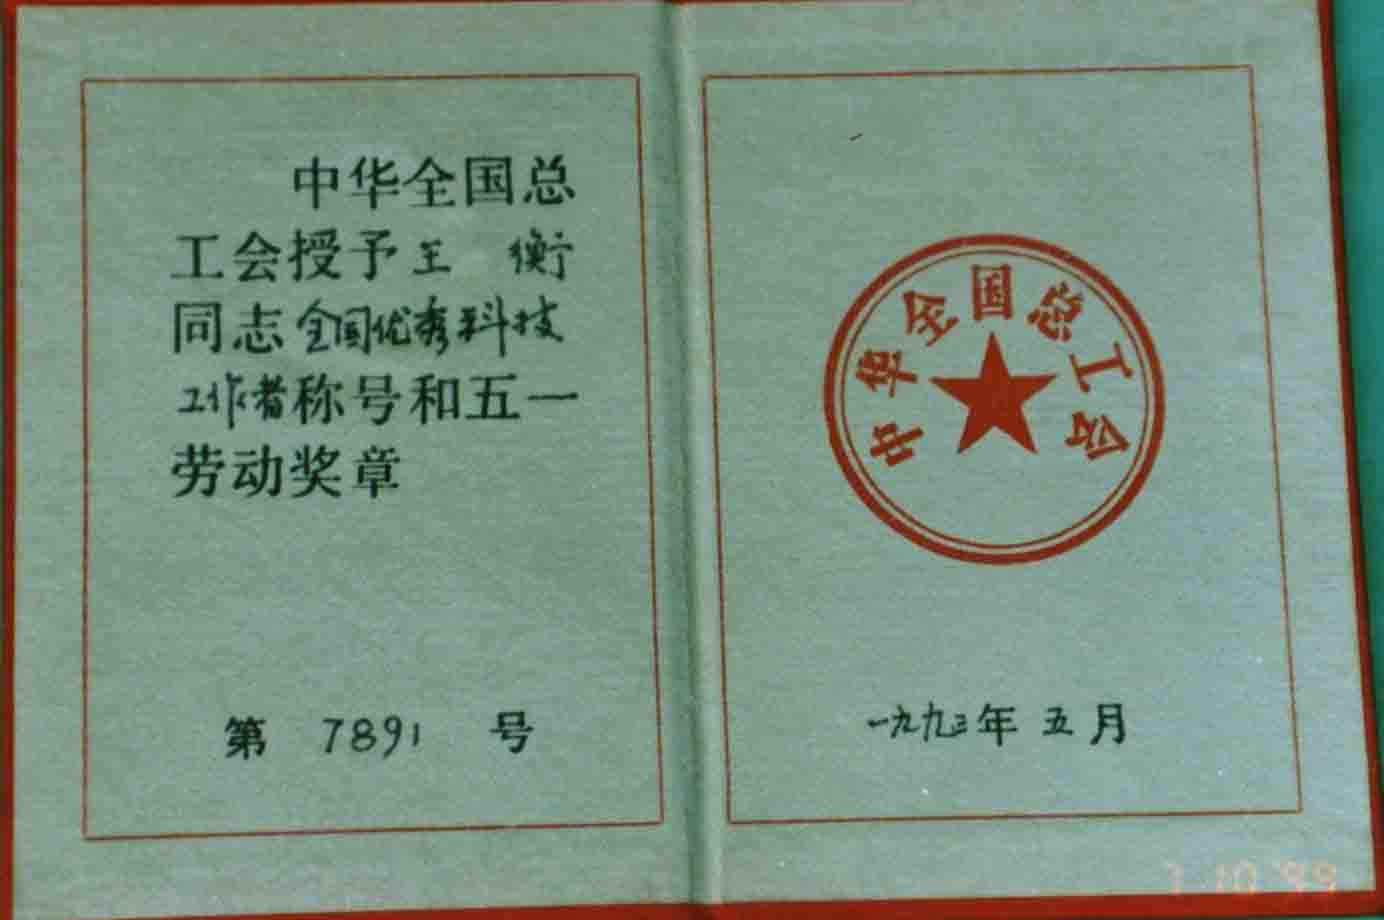 中华全国总
工会授予王 衡
同志全国优秀科技
工作者称号和五一
劳动奖章
第 7891 号
中华全国总工会
一九九三年五月
7 10 '99